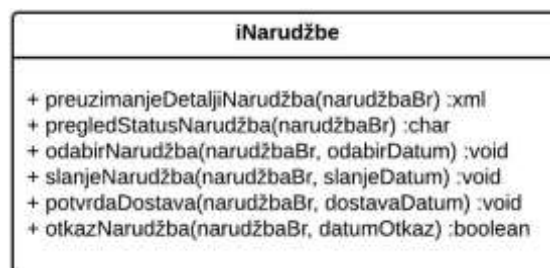 iNarudžbe
+ preuzimanjeDetaljiNarudžba(narudžbaBr) :xml
+ pregledStatusNarudžba(narudžbaBr) :char
+ odabirNarudžba(narudžbaBr, odabirDatum) :void
+ slanjeNarudžba(narudžbaBr, slanjeDatum) :void
+ potvrdaDostava(narudžbaBr, dostavaDatum) :void
+ otkazNarudžba(narudžbaBr, datumOtkaz) :boolean